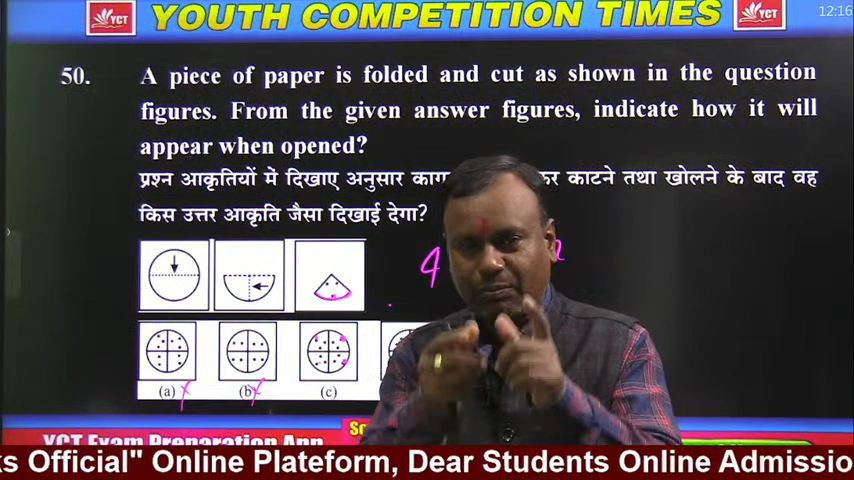 YCT
YOUTH COMPETITION TIMES
YCT
12:16
50.
A piece of paper is folded and cut as shown in the question
figures. From the given answer figures, indicate how it will
appear when opened?
प्रश्न आकृतियों में दिखाए अनुसार कर काटने तथा खोलने के बाद वह
किस उत्तर आकृति जैसा दिखाई देगा?
(a) (b) (c)
YCT Exam Preparation App
ks Official" Online Plateform, Dear Students Online Admissio